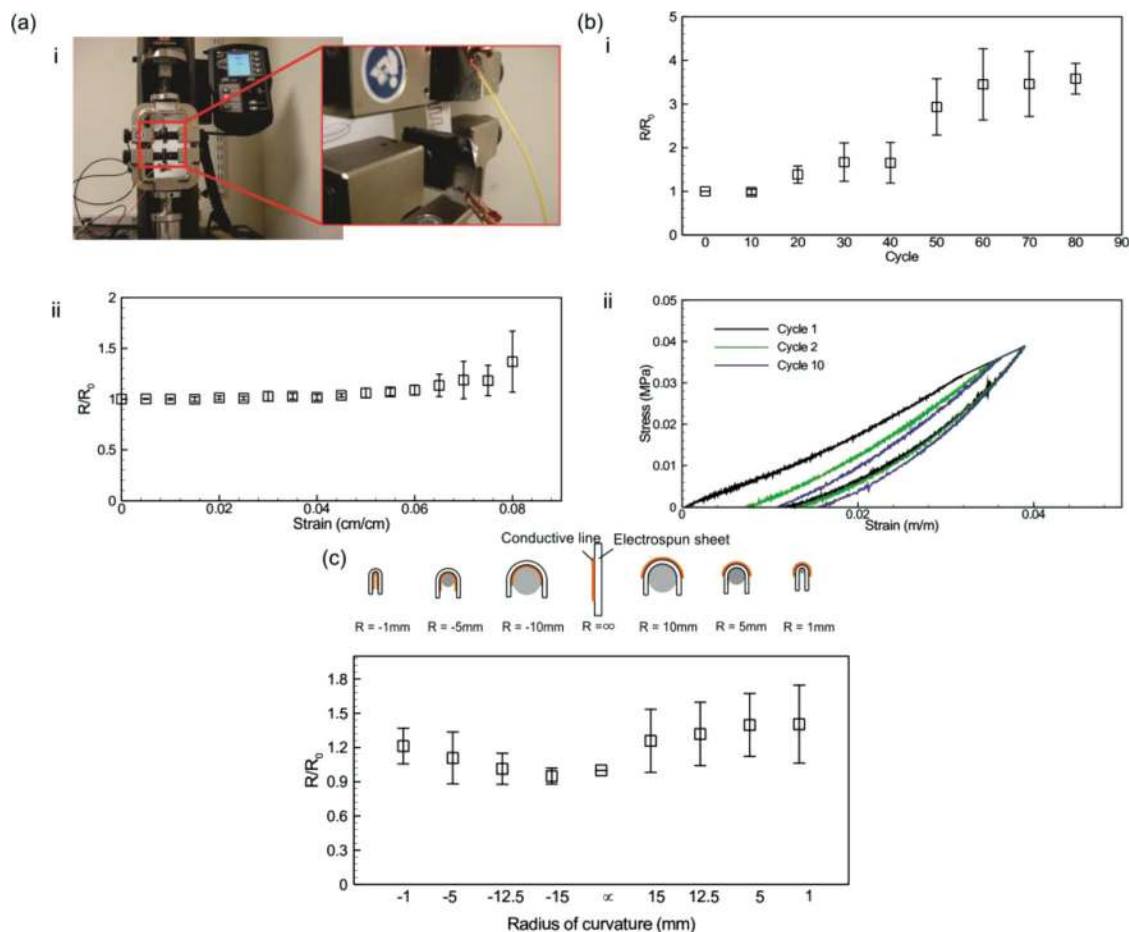 (a)
i
(b)
i
5
4
3
2
1
0
R/R0
0 10 20 30 40 50 60 70 80 90
Cycle
ii
2
1.5
1
0.5
0
R/R0
0.02 0.04 0.06 0.08
Strain (cm/cm)
ii
0.05
0.04
0.03
0.02
0.01
0
Stress (MPa)
Cycle 1
Cycle 2
Cycle 10
0 0.02 0.04
Strain (m/m)
(c)
Conductive line Electrospun sheet
R = -1mm R = -5mm R = -10mm R =∞ R = 10mm R = 5mm R = 1mm
1.8
1.5
1.2
0.9
0.6
0.3
0
R/R0
-1 -5 -12.5 -15 ∝ 15 12.5 5 1
Radius of curvature (mm)